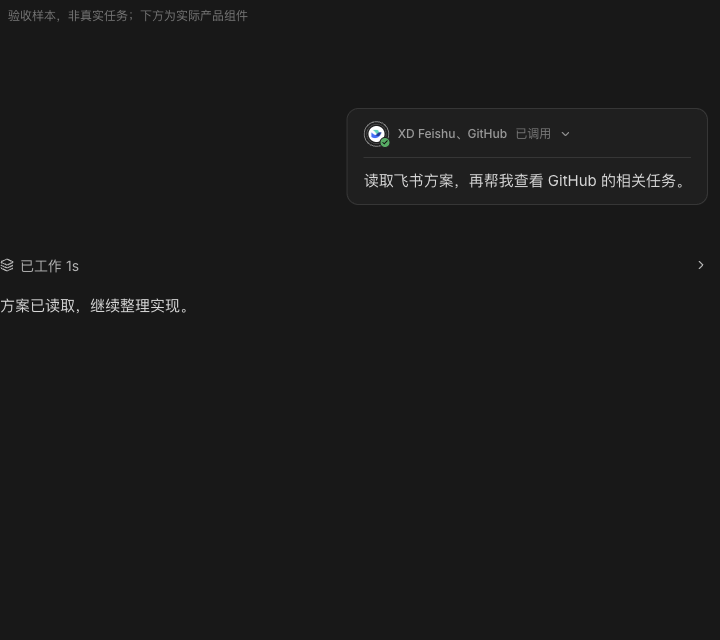 验收样本，非真实任务；下方为实际产品组件
XD Feishu、GitHub 已调用
读取飞书方案，再帮我查看 GitHub 的相关任务。
已工作 1s
方案已读取，继续整理实现。